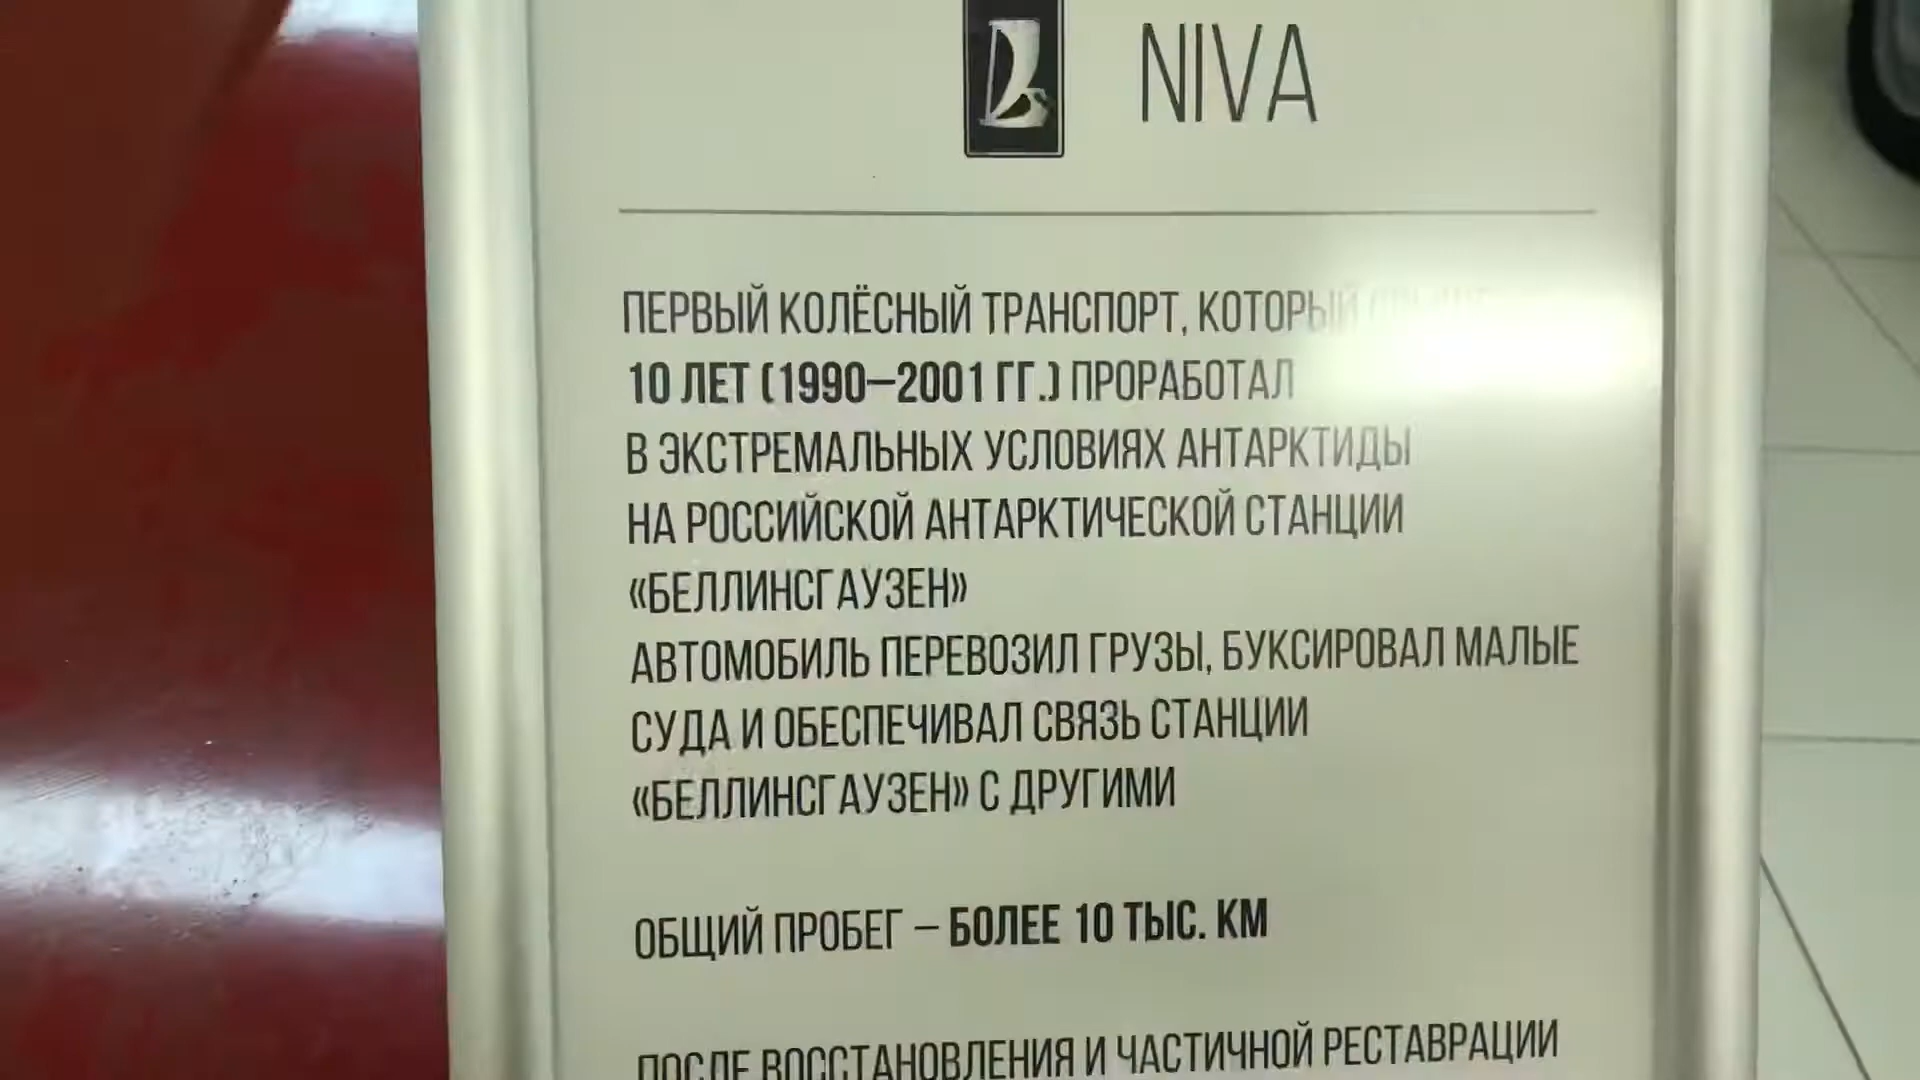 NIVA
ПЕРВЫЙ КОЛЁСНЫЙ ТРАНСПОРТ, КОТОРЫЙ
10 ЛЕТ (1990–2001 ГГ.) ПРОРАБОТАЛ
В ЭКСТРЕМАЛЬНЫХ УСЛОВИЯХ АНТАРКТИДЫ
НА РОССИЙСКОЙ АНТАРКТИЧЕСКОЙ СТАНЦИИ
«БЕЛЛИНСГАУЗЕН»
АВТОМОБИЛЬ ПЕРЕВОЗИЛ ГРУЗЫ, БУКСИРОВАЛ МАЛЫЕ
СУДА И ОБЕСПЕЧИВАЛ СВЯЗЬ СТАНЦИИ
«БЕЛЛИНСГАУЗЕН» С ДРУГИМИ
ОБЩИЙ ПРОБЕГ – БОЛЕЕ 10 ТЫС. КМ
ПОСЛЕ ВОССТАНОВЛЕНИЯ И ЧАСТИЧНОЙ РЕСТАВРАЦИИ